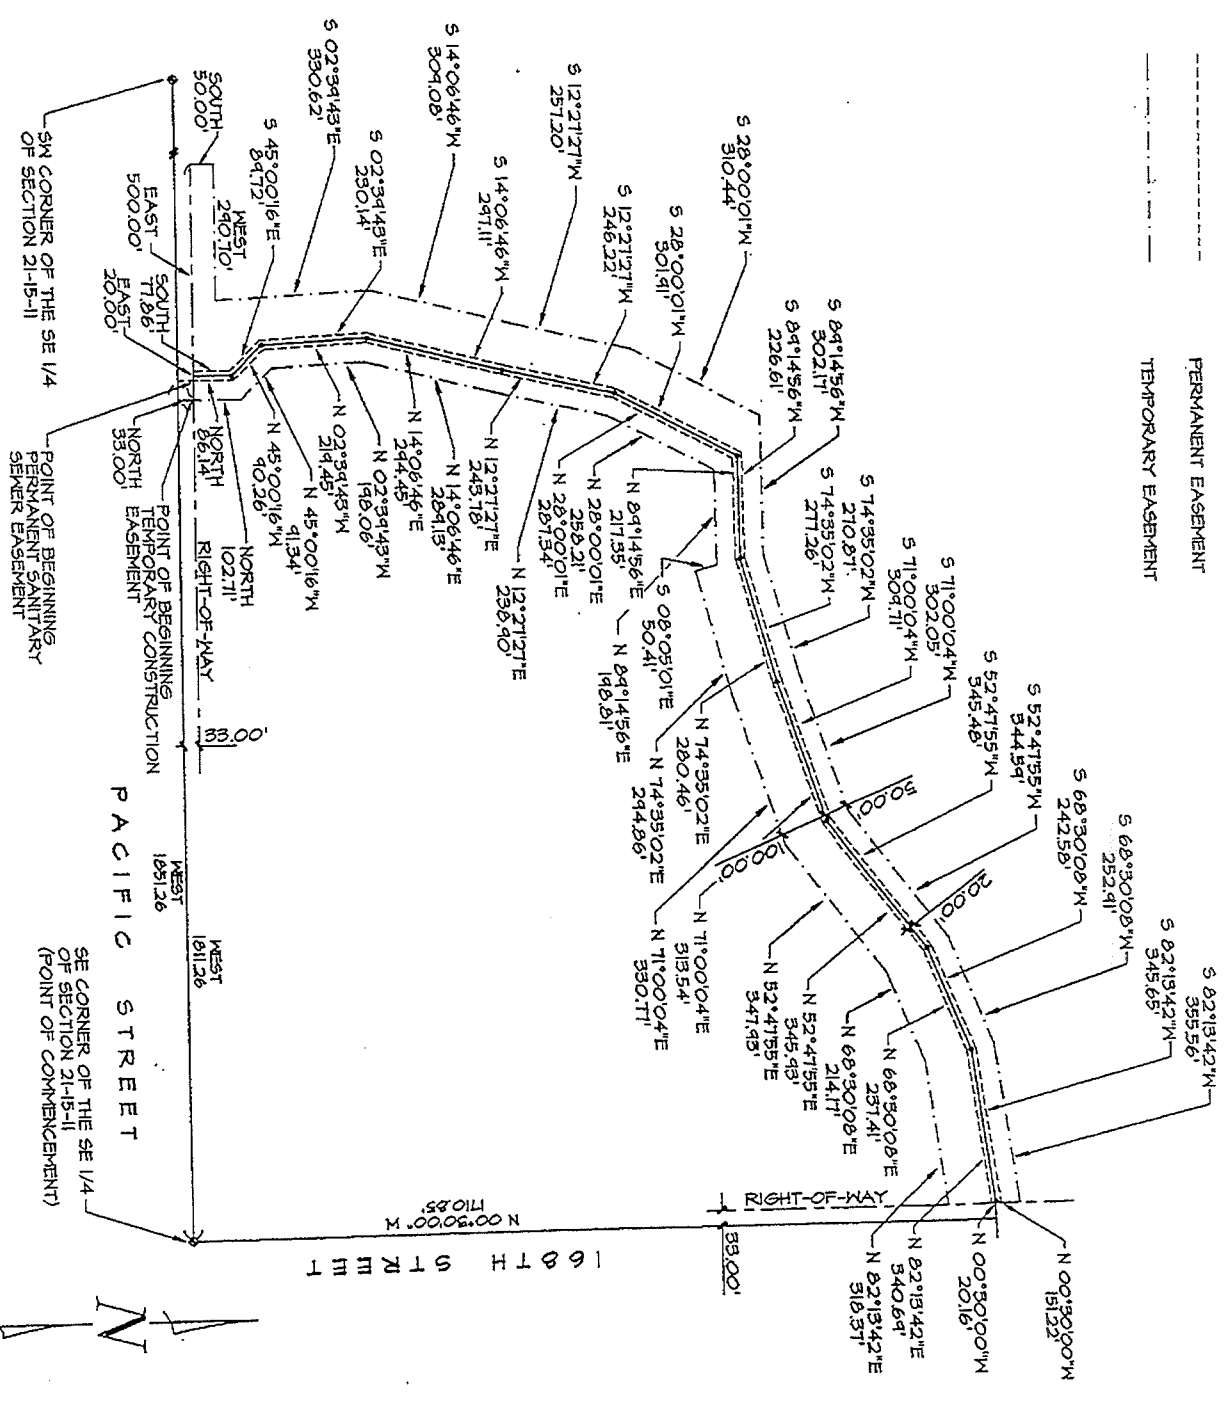 PERMANENT EASEMENT
TEMPORARY EASEMENT
S 82°13'42"W
355.56'
S 82°13'42"W
345.65'
S 68°30'08"W
252.91'
S 68°30'08"W
242.58'
S 52°47'55"W
344.59'
S 52°47'55"W
345.48'
S 71°00'04"W
302.05'
S 71°00'04"W
309.71'
S 74°35'02"W
270.87'
S 74°35'02"W
277.26'
S 89°14'56"W
302.17'
S 89°14'56"W
226.61'
S 28°00'01"W
310.44'
S 28°00'01"W
301.91'
S 12°27'27"W
257.20'
S 12°27'27"W
246.22'
S 14°06'46"W
309.08'
S 14°06'46"W
297.11'
S 02°39'43"E
330.62'
S 02°39'43"E
230.14'
S 45°00'16"E
89.72'
WEST
290.70'
SOUTH
50.00'
EAST
500.00'
SOUTH
77.86'
EAST
20.00'
SW CORNER OF THE SE 1/4
OF SECTION 21-15-11
POINT OF BEGINNING
PERMANENT SANITARY
SEWER EASEMENT
NORTH
33.00'
POINT OF BEGINNING
TEMPORARY CONSTRUCTION
EASEMENT
NORTH
86.14'
NORTH
102.71'
RIGHT-OF-WAY
33.00'
N 45°00'16"W
90.26'
N 45°00'16"W
91.34'
N 02°39'43"W
219.45'
N 02°39'43"W
198.06'
N 14°06'46"E
294.45'
N 14°06'46"E
289.13'
N 12°27'27"E
243.78'
N 12°27'27"E
238.90'
N 28°00'01"E
287.34'
N 28°00'01"E
258.21'
N 89°14'56"E
217.35'
S 08°05'01"E
50.41'
N 89°14'56"E
198.81'
N 74°35'02"E
280.46'
N 74°35'02"E
294.86'
N 71°00'04"E
313.54'
N 71°00'04"E
330.77'
50.00'
100.00'
20.00'
N 52°47'55"E
345.93'
N 52°47'55"E
347.93'
N 68°30'08"E
237.41'
N 68°30'08"E
214.17'
N 82°13'42"E
340.69'
N 82°13'42"E
318.37'
N 00°30'00"W
20.16'
N 00°30'00"W
151.22'
RIGHT-OF-WAY
33.00'
N 00°30'00" W
1710.85'
168TH STREET
PACIFIC STREET
WEST
1851.26
WEST
1811.26
SE CORNER OF THE SE 1/4
OF SECTION 21-15-11
(POINT OF COMMENCEMENT)
N